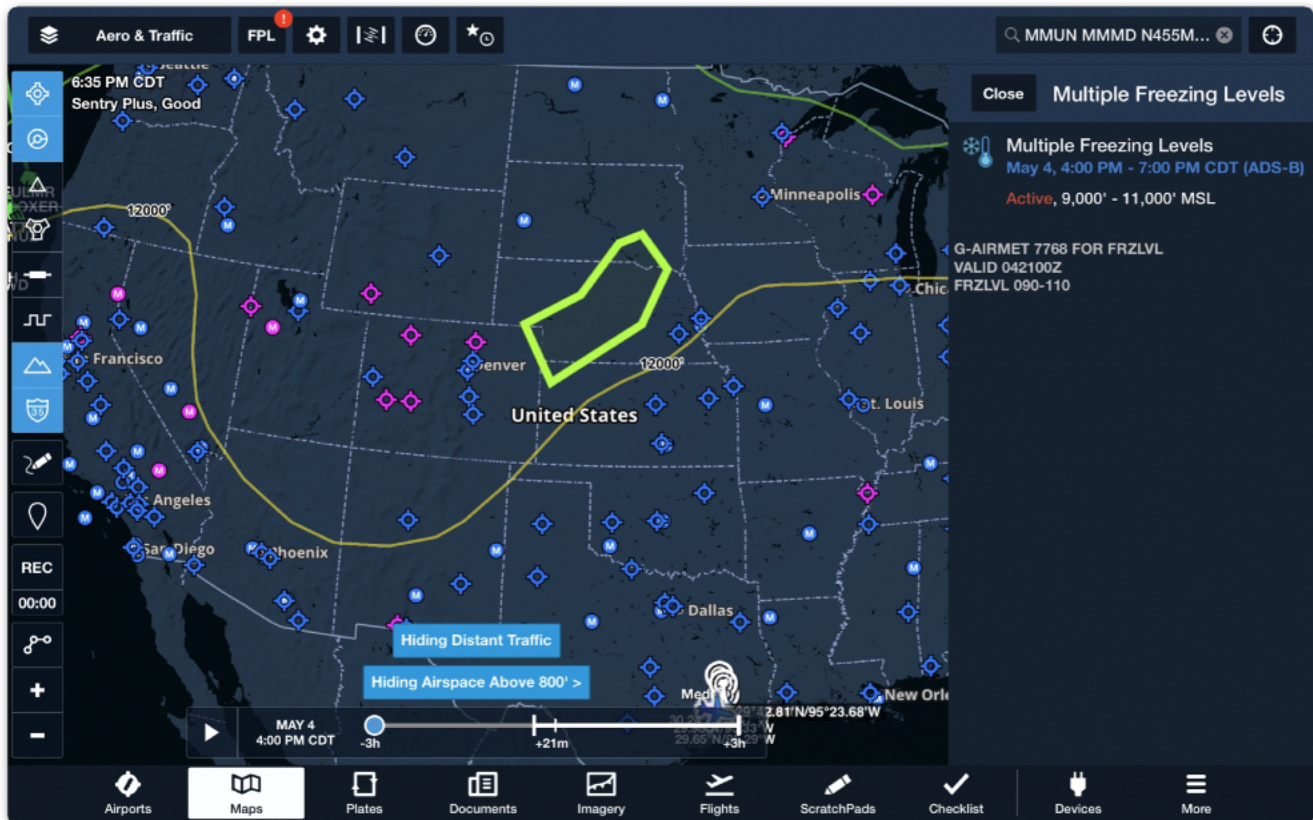 Aero & Traffic
FPL
!
MMUN MMMD N455M...
Seattle
6:35 PM CDT
Sentry Plus, Good
Close
Multiple Freezing Levels
Multiple Freezing Levels
May 4, 4:00 PM - 7:00 PM CDT (ADS-B)
Active, 9,000' - 11,000' MSL
G-AIRMET 7768 FOR FRZLVL
VALID 042100Z
FRZLVL 090-110
12000'
Minneapolis
Chic
Francisco
Denver
12000'
United States
St. Louis
35
Angeles
San Diego
Phoenix
REC
00:00
Dallas
Hiding Distant Traffic
Hiding Airspace Above 800' >
New Orle
MAY 4
4:00 PM CDT
-3h
+21m
+3h
Airports
Maps
Plates
Documents
Imagery
Flights
ScratchPads
Checklist
Devices
More